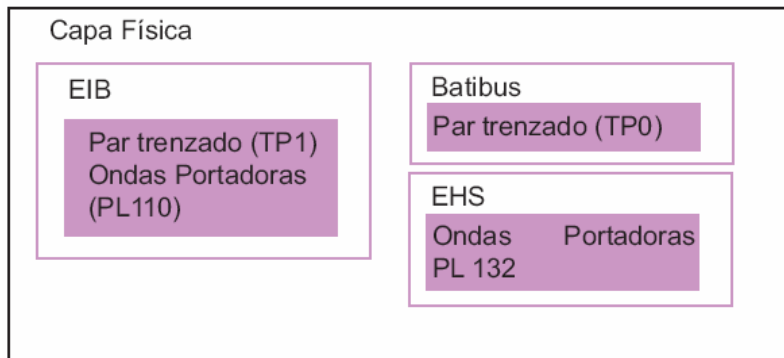 Capa Física
EIB
Par trenzado (TP1)
Ondas Portadoras
(PL110)
Batibus
Par trenzado (TP0)
EHS
Ondas Portadoras
PL 132